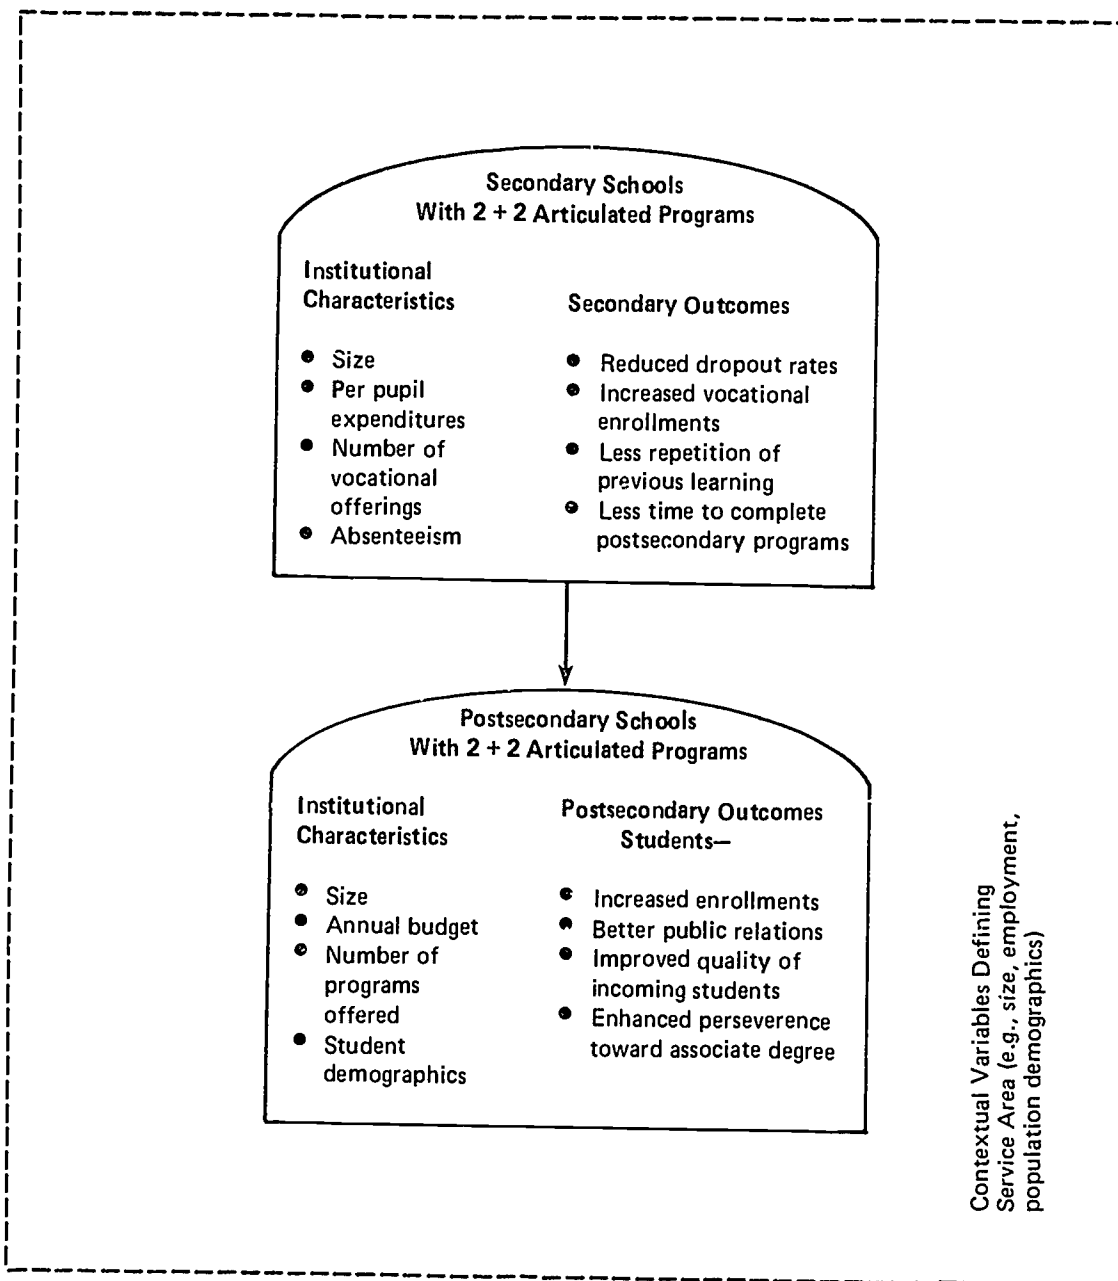 Secondary Schools
With 2 + 2 Articulated Programs
Institutional
Characteristics
● Size
● Per pupil
expenditures
● Number of
vocational
offerings
● Absenteeism
Secondary Outcomes
● Reduced dropout rates
● Increased vocational
enrollments
● Less repetition of
previous learning
● Less time to complete
postsecondary programs
Postsecondary Schools
With 2 + 2 Articulated Programs
Institutional
Characteristics
● Size
● Annual budget
● Number of
programs
offered
● Student
demographics
Postsecondary Outcomes
Students—
● Increased enrollments
● Better public relations
● Improved quality of
incoming students
● Enhanced perseverence
toward associate degree
Contextual Variables Defining
Service Area (e.g., size, employment,
population demographics)